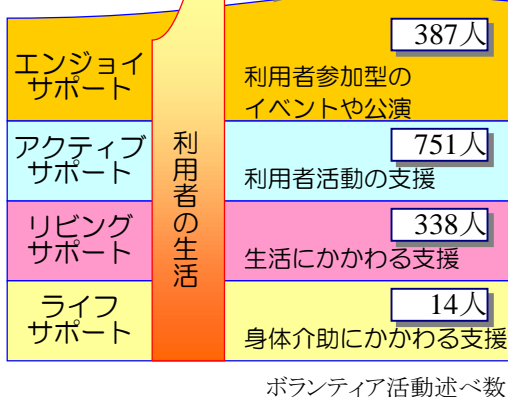 エンジョイ
サポート
387人
利用者参加型の
イベントや公演
アクティブ
サポート
751人
利用者活動の支援
利用者の生活
リビング
サポート
338人
生活にかかわる支援
ライフ
サポート
14人
身体介助にかかわる支援
ボランティア活動述べ数